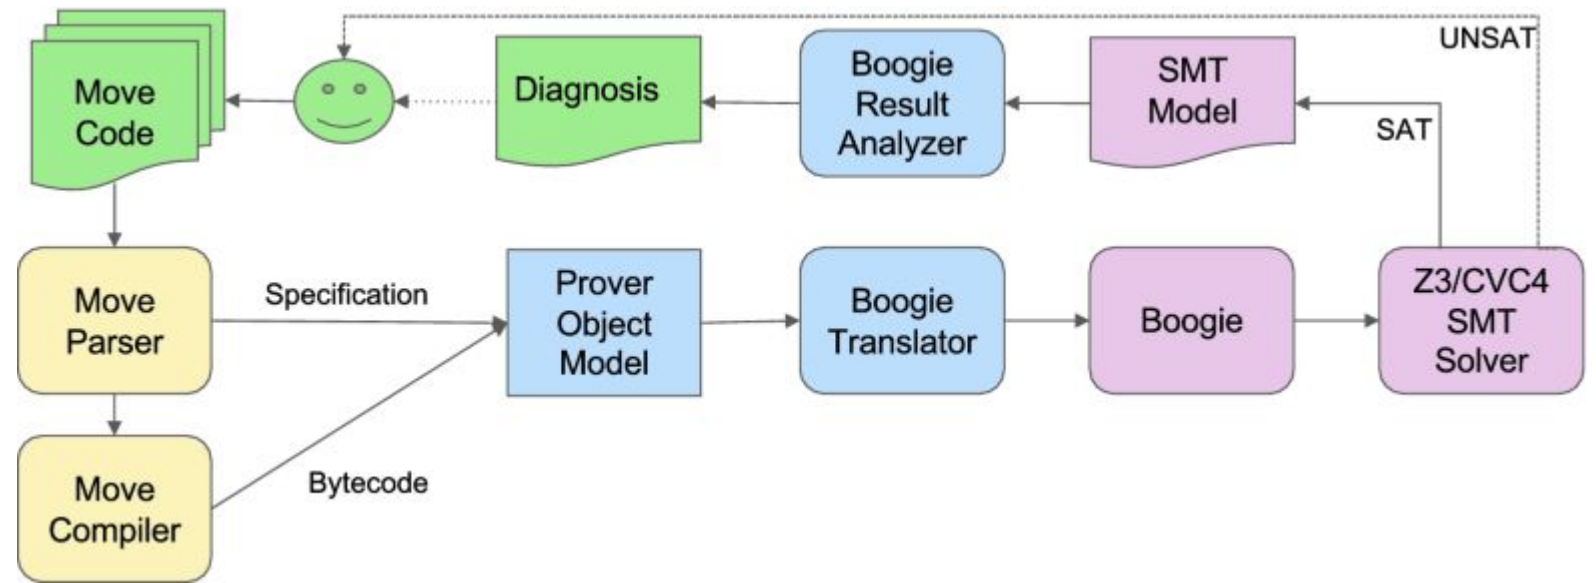 Move
Code
Diagnosis
Boogie
Result
Analyzer
SMT
Model
UNSAT
SAT
Move
Parser
Specification
Prover
Object
Model
Boogie
Translator
Boogie
Z3/CVC4
SMT
Solver
Move
Compiler
Bytecode